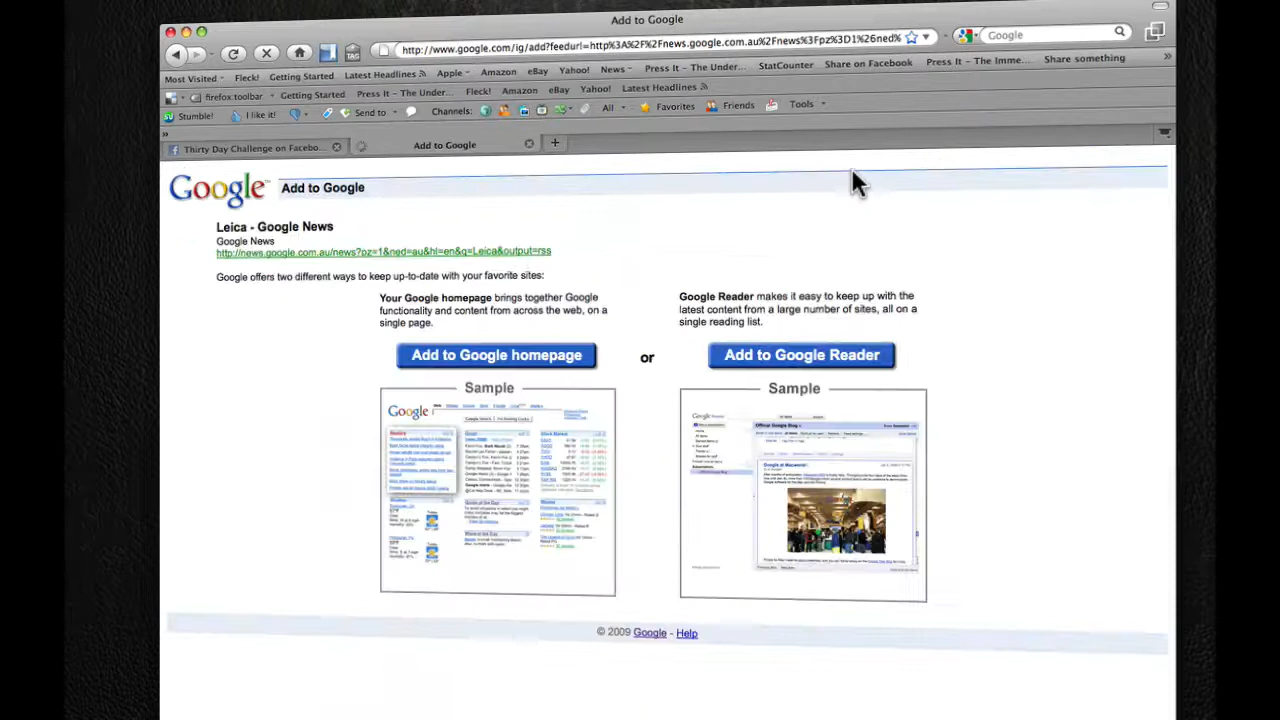 Add to Google
http://www.google.com/ig/add?feedurl=http%3A%2F%2Fnews.google.com.au%2Fnews%3Fpz%3D1%26ned%
Google
Most Visited Fleck! Getting Started Latest Headlines Apple Amazon eBay Yahoo! News Press It - The Under... StatCounter Share on Facebook Press It - The Imme... Share something »
firefox:toolbar Getting Started Press It - The Under... Fleck! Amazon eBay Yahoo! Latest Headlines
Stumble! I like it! Send to Channels: All Favorites Friends Tools
»
Thirty Day Challenge on Facebo... Add to Google
Google™ Add to Google
Leica - Google News
Google News
http://news.google.com.au/news?pz=1&ned=au&hl=en&q=Leica&output=rss
Google offers two different ways to keep up-to-date with your favorite sites:
Your Google homepage brings together Google
functionality and content from across the web, on a
single page.
Add to Google homepage
Sample
Google
or
Google Reader makes it easy to keep up with the
latest content from a large number of sites, all on a
single reading list.
Add to Google Reader
Sample
Official Google Blog
© 2009 Google - Help